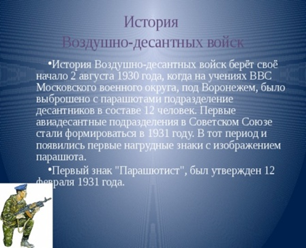 История
Воздушно-десантных войск
•История Воздушно-десантных войск берёт своё
начало 2 августа 1930 года, когда на учениях ВВС
Московского военного округа, под Воронежем, было
выброшено с парашютами подразделение
десантников в составе 12 человек. Первые
авиадесантные подразделения в Советском Союзе
стали формироваться в 1931 году. В тот период и
появились первые нагрудные знаки с изображением
парашюта.
•Первый знак "Парашютист", был утвержден 12
февраля 1931 года.